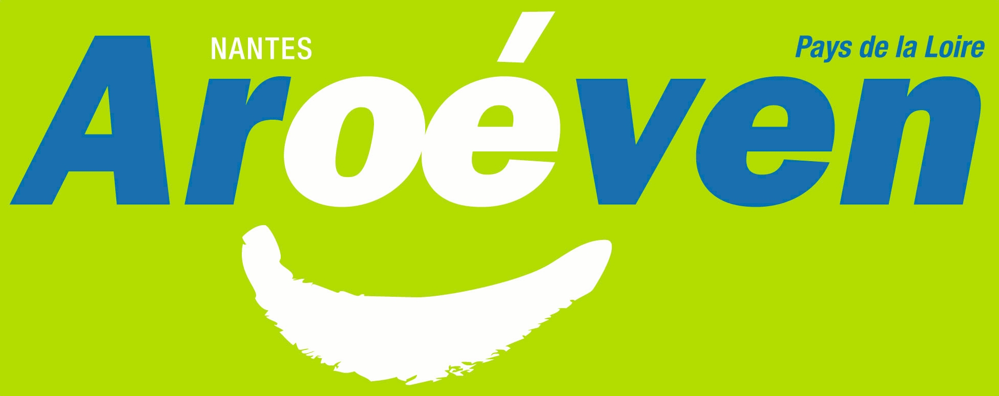 NANTES
Pays de la Loire
Aroéven